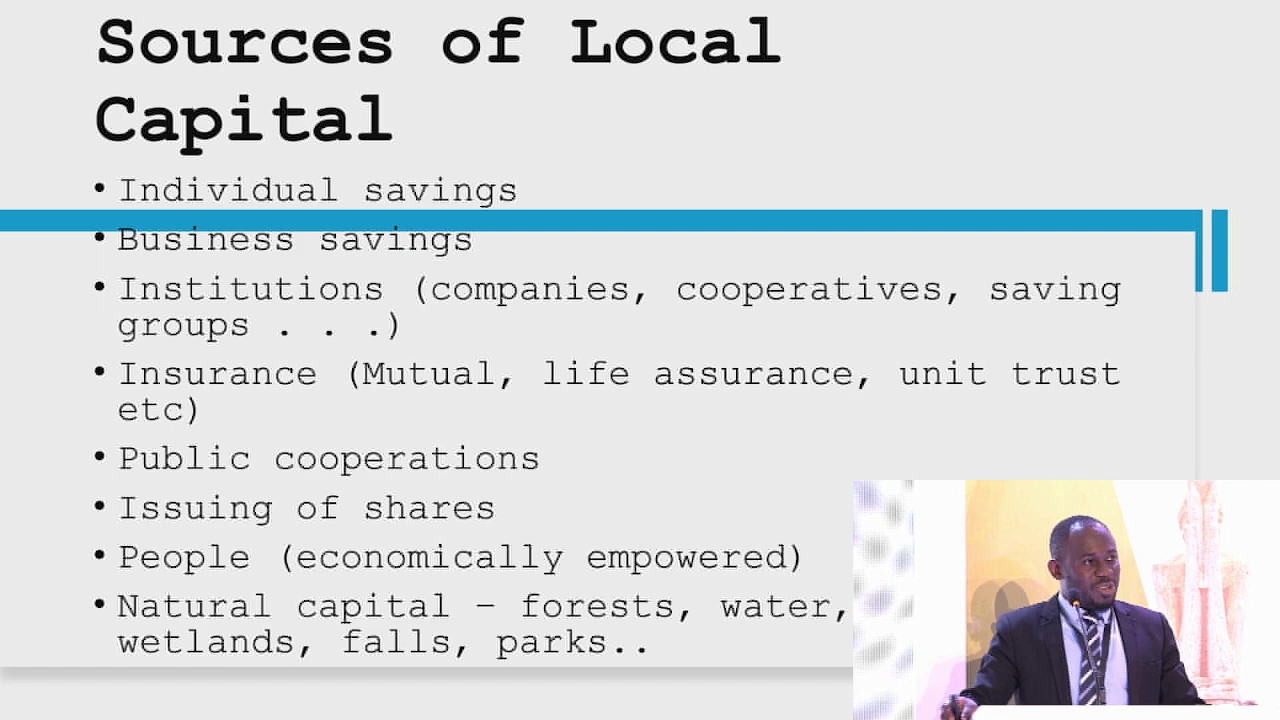 Sources of Local
Capital
• Individual savings
• Business savings
• Institutions (companies, cooperatives, saving
groups . . .)
• Insurance (Mutual, life assurance, unit trust
etc)
• Public cooperations
• Issuing of shares
• People (economically empowered)
• Natural capital – forests, water,
wetlands, falls, parks..